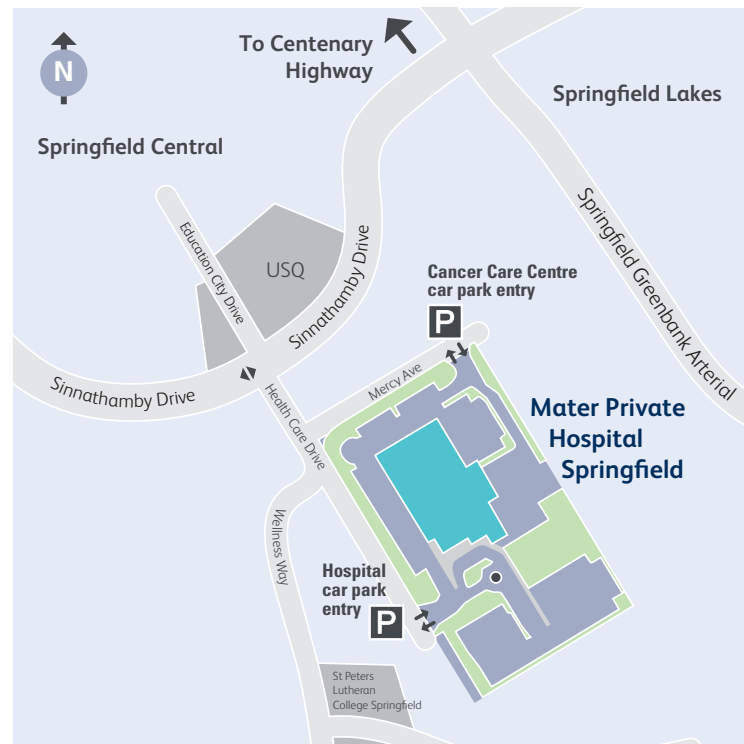 To Centenary
Highway
N
Springfield Lakes
Springfield Central
Education City Drive
USQ
Sinnathamby Drive
Springfield Greenbank Arterial
Cancer Care Centre
car park entry
P
Sinnathamby Drive
Mercy Ave
Health Care Drive
Mater Private
Hospital
Springfield
Wellness Way
Hospital
car park
entry
P
St Peters
Lutheran
College Springfield